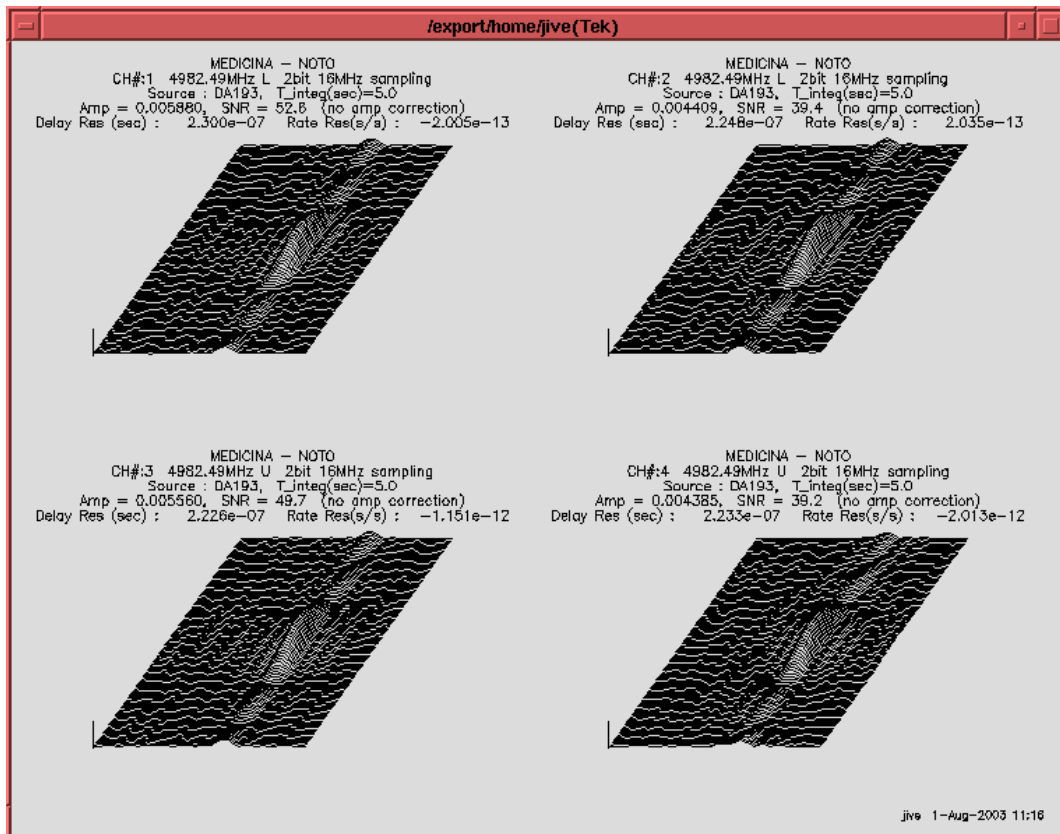 /export/home/jive(Tek)
MEDICINA - NOTO
CH#:1 4982.49MHz L 2bit 16MHz sampling
Source : DA193, T_integ(sec)=5.0
Amp = 0.005880, SNR = 52.6 (no amp correction)
Delay Res (sec) : 2.300e-07 Rate Res(s/s) : -2.005e-13
MEDICINA - NOTO
CH#:2 4982.49MHz L 2bit 16MHz sampling
Source : DA193, T_integ(sec)=5.0
Amp = 0.004409, SNR = 39.4 (no amp correction)
Delay Res (sec) : 2.248e-07 Rate Res(s/s) : 2.035e-13
MEDICINA - NOTO
CH#:3 4982.49MHz U 2bit 16MHz sampling
Source : DA193, T_integ(sec)=5.0
Amp = 0.005560, SNR = 49.7 (no amp correction)
Delay Res (sec) : 2.226e-07 Rate Res(s/s) : -1.151e-12
MEDICINA - NOTO
CH#:4 4982.49MHz U 2bit 16MHz sampling
Source : DA193, T_integ(sec)=5.0
Amp = 0.004385, SNR = 39.2 (no amp correction)
Delay Res (sec) : 2.233e-07 Rate Res(s/s) : -2.013e-12
jive 1-Aug-2003 11:16